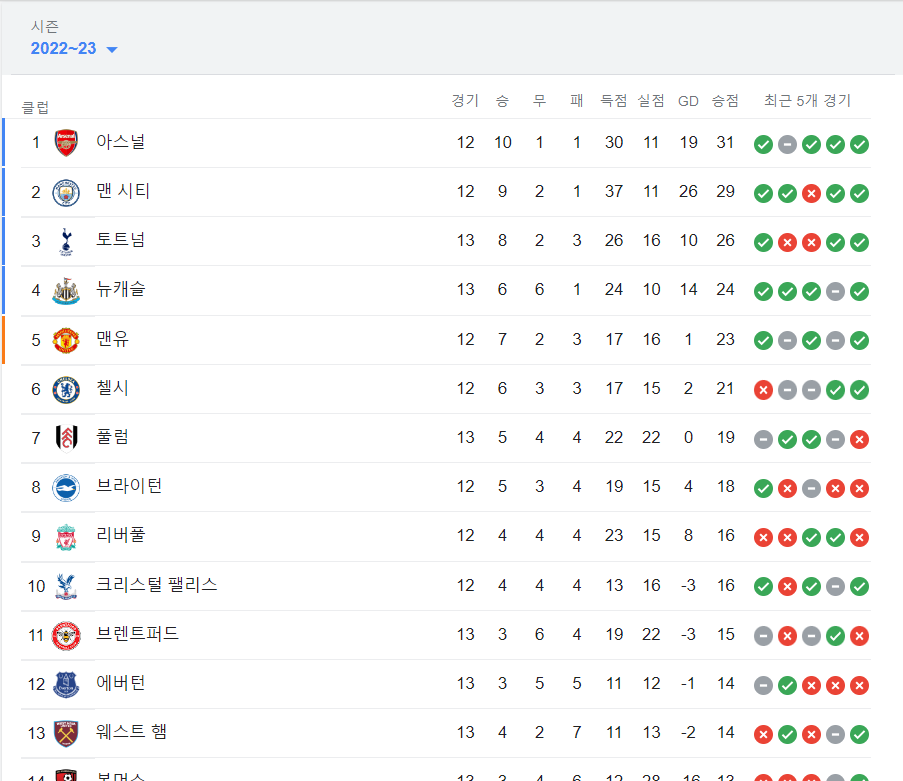 시즌
2022~23
클럽 경기 승 무 패 득점 실점 GD 승점 최근 5개 경기
1 아스널 12 10 1 1 30 11 19 31
2 맨 시티 12 9 2 1 37 11 26 29
3 토트넘 13 8 2 3 26 16 10 26
4 뉴캐슬 13 6 6 1 24 10 14 24
5 맨유 12 7 2 3 17 16 1 23
6 첼시 12 6 3 3 17 15 2 21
7 풀럼 13 5 4 4 22 22 0 19
8 브라이턴 12 5 3 4 19 15 4 18
9 리버풀 12 4 4 4 23 15 8 16
10 크리스털 팰리스 12 4 4 4 13 16 -3 16
11 브렌트퍼드 13 3 6 4 19 22 -3 15
12 에버턴 13 3 5 5 11 12 -1 14
13 웨스트 햄 13 4 2 7 11 13 -2 14
14 본머스 13 3 4 6 12 28 -16 13